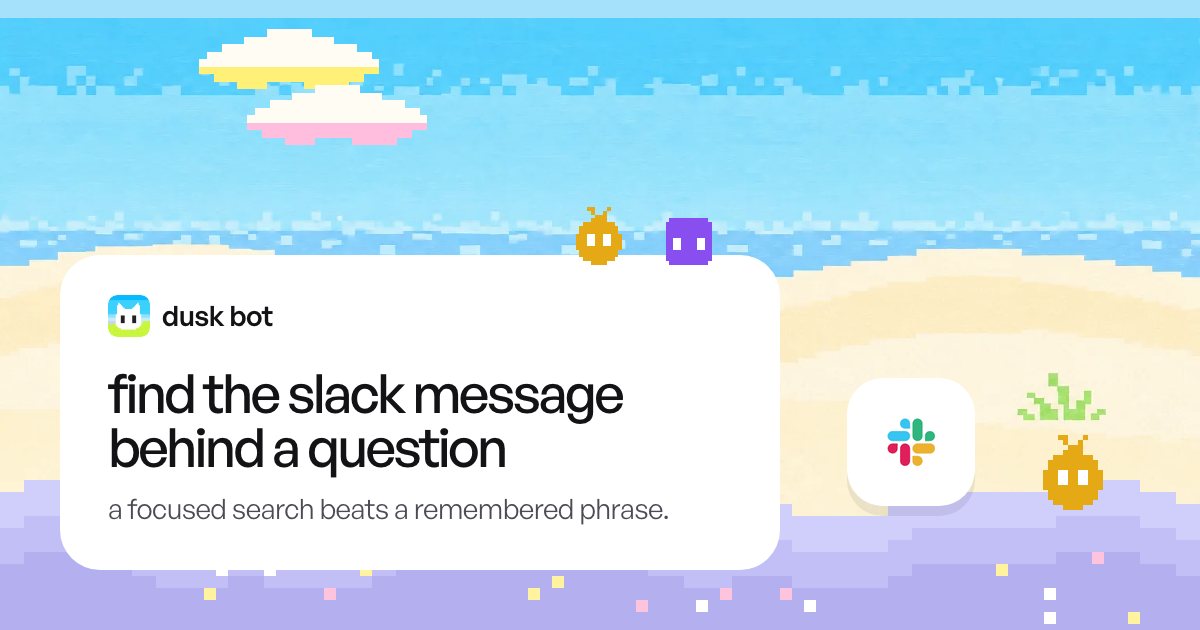 dusk bot
find the slack message
behind a question
a focused search beats a remembered phrase.